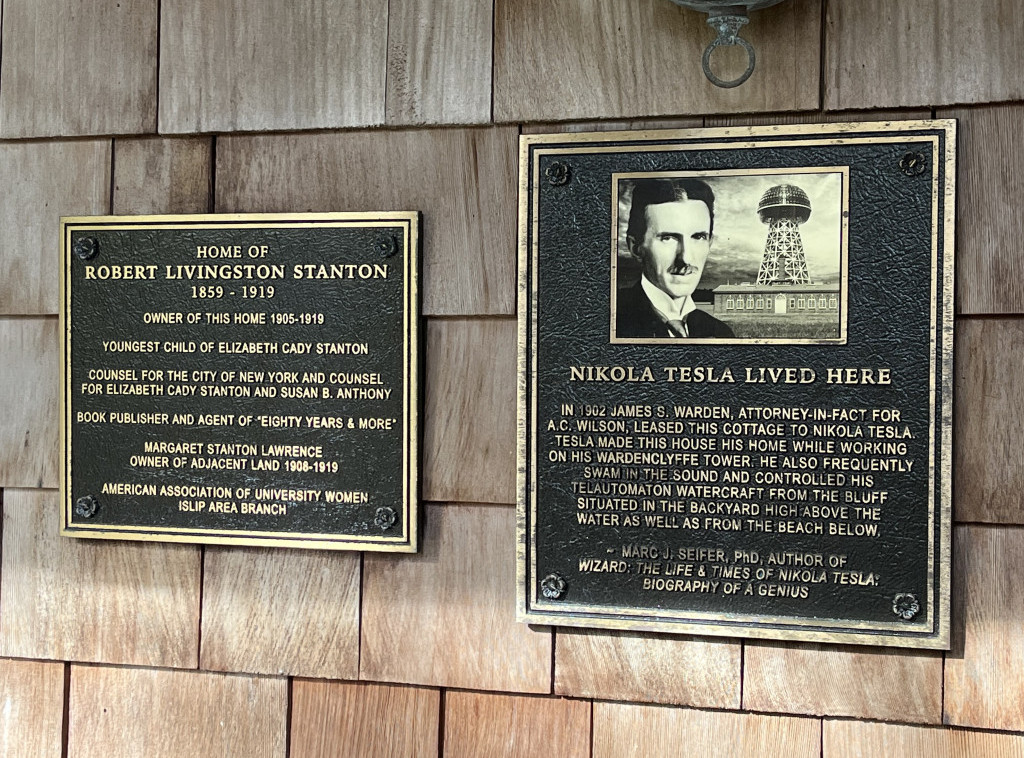 HOME OF
ROBERT LIVINGSTON STANTON
1859 - 1919
OWNER OF THIS HOME 1905-1919
YOUNGEST CHILD OF ELIZABETH CADY STANTON
COUNSEL FOR THE CITY OF NEW YORK AND COUNSEL
FOR ELIZABETH CADY STANTON AND SUSAN B. ANTHONY
BOOK PUBLISHER AND AGENT OF "EIGHTY YEARS & MORE"
MARGARET STANTON LAWRENCE
OWNER OF ADJACENT LAND 1908-1919
AMERICAN ASSOCIATION OF UNIVERSITY WOMEN
ISLIP AREA BRANCH
NIKOLA TESLA LIVED HERE
IN 1902 JAMES S. WARDEN, ATTORNEY-IN-FACT FOR
A.C. WILSON, LEASED THIS COTTAGE TO NIKOLA TESLA.
TESLA MADE THIS HOUSE HIS HOME WHILE WORKING
ON HIS WARDENCLYFFE TOWER. HE ALSO FREQUENTLY
SWAM IN THE SOUND AND CONTROLLED HIS
TELAUTOMATON WATERCRAFT FROM THE BLUFF
SITUATED IN THE BACKYARD HIGH ABOVE THE
WATER AS WELL AS FROM THE BEACH BELOW.
~ MARC J. SEIFER, PhD, AUTHOR OF
WIZARD: THE LIFE & TIMES OF NIKOLA TESLA:
BIOGRAPHY OF A GENIUS